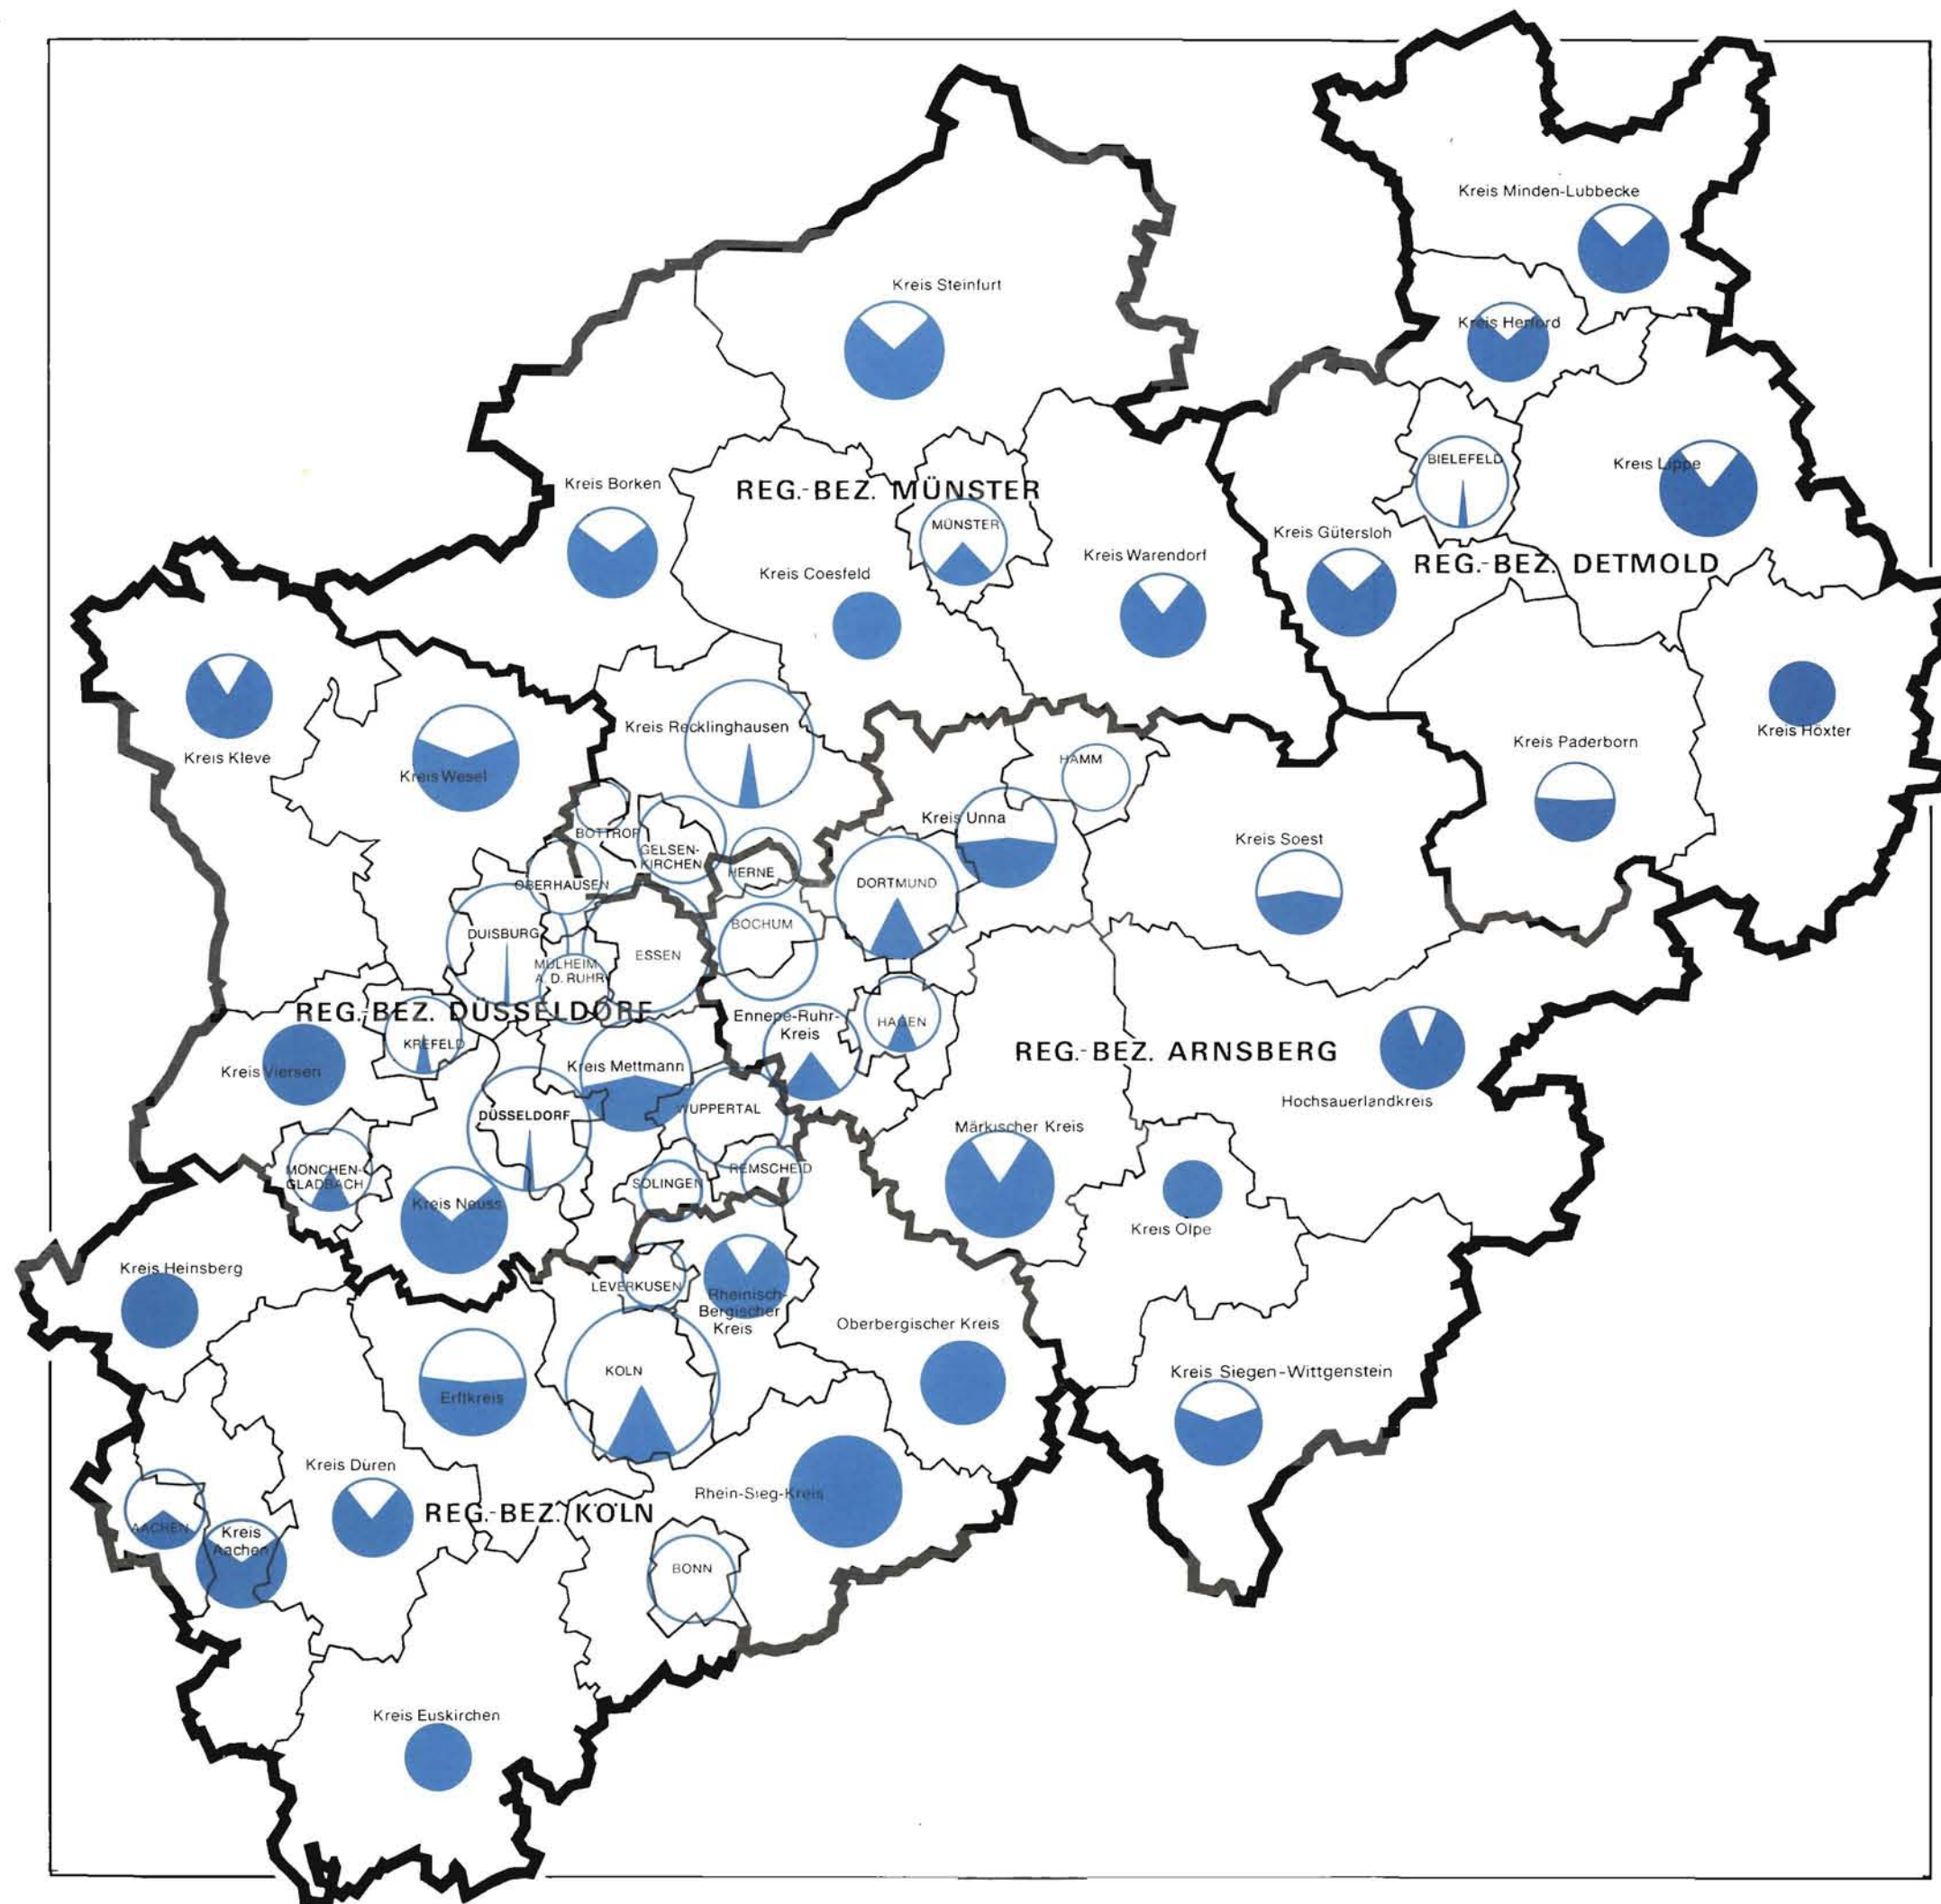 Kreis Minden-Lubbecke
Kreis Steinfurt
Kreis Herford
BIELEFELD
Kreis Lippe
Kreis Borken
REG.-BEZ. MÜNSTER
MÜNSTER
Kreis Gütersloh
Kreis Warendorf
REG.-BEZ. DETMOLD
Kreis Coesfeld
Kreis Recklinghausen
Kreis Höxter
Kreis Paderborn
Kreis Kleve
HAMM
Kreis Wesel
Kreis Unna
BOTTROP
Kreis Soest
GELSEN-
KIRCHEN
HERNE
OBERHAUSEN
DORTMUND
BOCHUM
DUISBURG
ESSEN
MÜLHEIM
A. D. RUHR
REG.-BEZ. DÜSSELDORF
Ennepe-Ruhr-
Kreis
HAGEN
KREFELD
REG.-BEZ. ARNSBERG
Kreis Mettmann
Kreis Viersen
Hochsauerlandkreis
WUPPERTAL
DÜSSELDORF
Märkischer Kreis
MÖNCHEN-
GLADBACH
REMSCHEID
SOLINGEN
Kreis Neuss
Kreis Olpe
Kreis Heinsberg
LEVERKUSEN
Rheinisch-
Bergischer
Kreis
Oberbergischer Kreis
KÖLN
Kreis Siegen-Wittgenstein
Erftkreis
Kreis Düren
Rhein-Sieg-Kreis
REG.-BEZ. KÖLN
AACHEN
Kreis
Aachen
BONN
Kreis Euskirchen